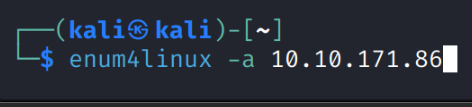 ┌──(kali㉿kali)-[~]
└─$ enum4linux -a 10.10.171.86